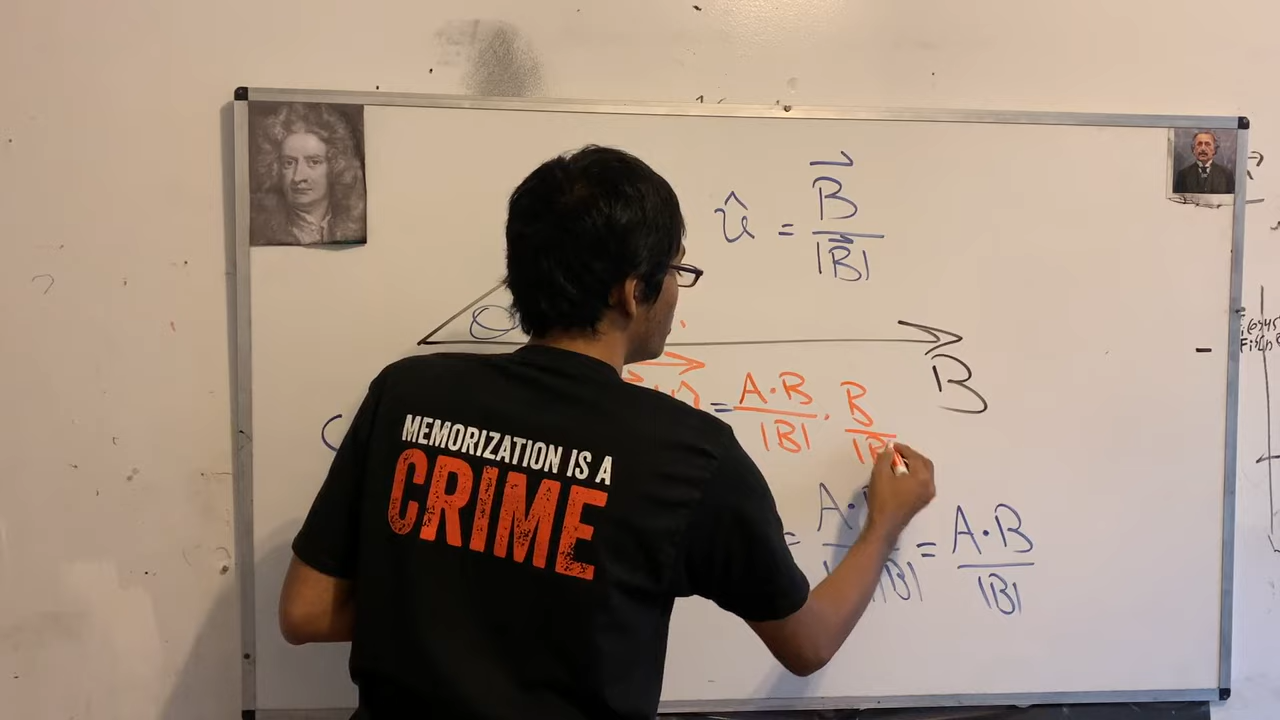 û = B⃗ / |B⃗|
θ
B
= A·B / |B| · B / |B
MEMORIZATION IS A
CRIME
= A· / |B| = A·B / |B|